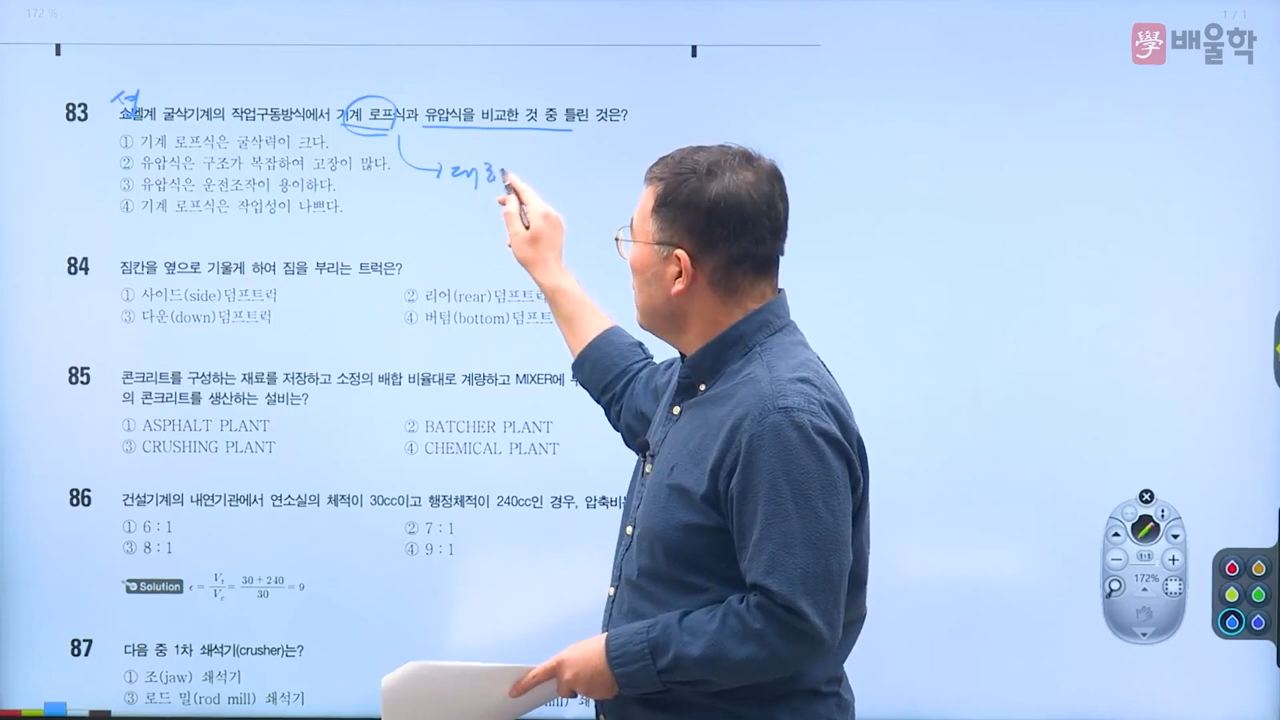 172 %
1 / 1
學 배울학
83 쇼벨계 굴삭기계의 작업구동방식에서 기계 로프식과 유압식을 비교한 것 중 틀린 것은?
셔
① 기계 로프식은 굴삭력이 크다.
② 유압식은 구조가 복잡하여 고장이 많다.
③ 유압식은 운전조작이 용이하다.
④ 기계 로프식은 작업성이 나쁘다.
84 짐칸을 옆으로 기울게 하여 짐을 부리는 트럭은?
① 사이드(side)덤프트럭 ② 리어(rear)덤프트럭
③ 다운(down)덤프트럭 ④ 버텀(bottom)덤프트
85 콘크리트를 구성하는 재료를 저장하고 소정의 배합 비율대로 계량하고 MIXER에
의 콘크리트를 생산하는 설비는?
① ASPHALT PLANT ② BATCHER PLANT
③ CRUSHING PLANT ④ CHEMICAL PLANT
86 건설기계의 내연기관에서 연소실의 체적이 30cc이고 행정체적이 240cc인 경우, 압축비는
① 6 : 1 ② 7 : 1
③ 8 : 1 ④ 9 : 1
Solution ϵ = Vt/Vc = 30+240/30 = 9
87 다음 중 1차 쇄석기(crusher)는?
① 조(jaw) 쇄석기
③ 로드 밀(rod mill) 쇄석기
1:1
172%